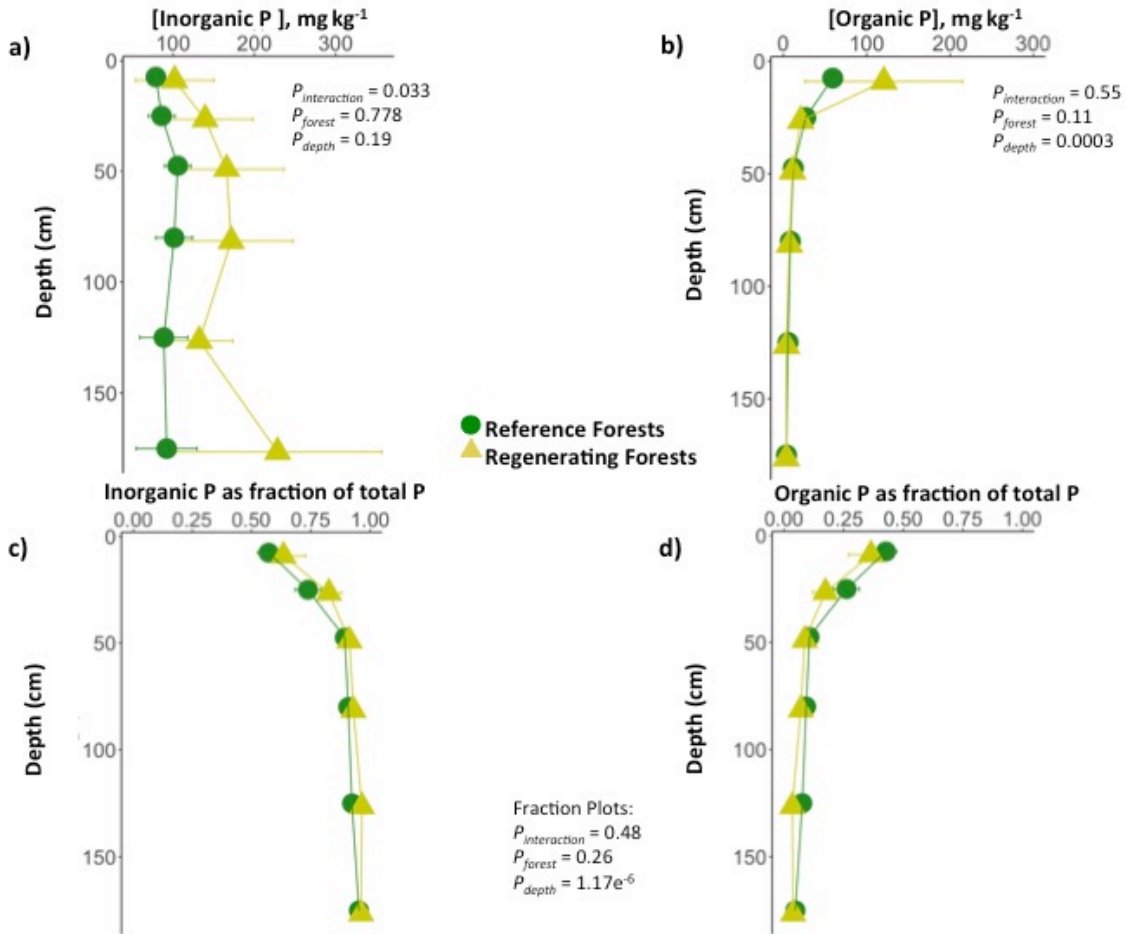 [Inorganic P ], mg kg-1
a)
100 200 300
0
50
100
150
Depth (cm)
Pinteraction = 0.033
Pforest = 0.778
Pdepth = 0.19
[Organic P], mg kg-1
b)
0 100 200 300
0
50
100
150
Depth (cm)
Pinteraction = 0.55
Pforest = 0.11
Pdepth = 0.0003
Reference Forests
Regenerating Forests
Inorganic P as fraction of total P
c)
0.00 0.25 0.50 0.75 1.00
0
50
100
150
Depth (cm)
Fraction Plots:
Pinteraction = 0.48
Pforest = 0.26
Pdepth = 1.17e-6
Organic P as fraction of total P
d)
0.00 0.25 0.50 0.75 1.00
0
50
100
150
Depth (cm)